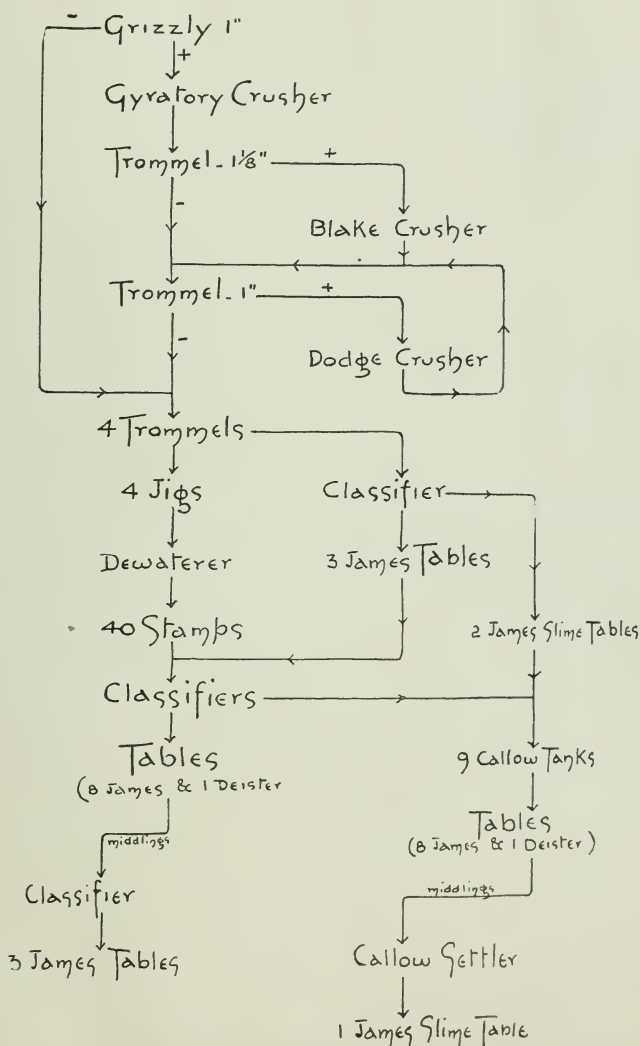 - Grizzly 1"
+
Gyratory Crusher
Trommel - 1⅛" +
-
Blake Crusher
Trommel - 1" +
-
Dodge Crusher
4 Trommels
4 Jigs Classifier
Dewaterer 3 James Tables
40 Stamps 2 James Slime Tables
Classifiers
Tables 9 Callow Tanks
(8 James & 1 Deister
Tables
(8 James & 1 Deister)
middlings
middlings
Classifier
3 James Tables Callow Settler
1 James Slime Table